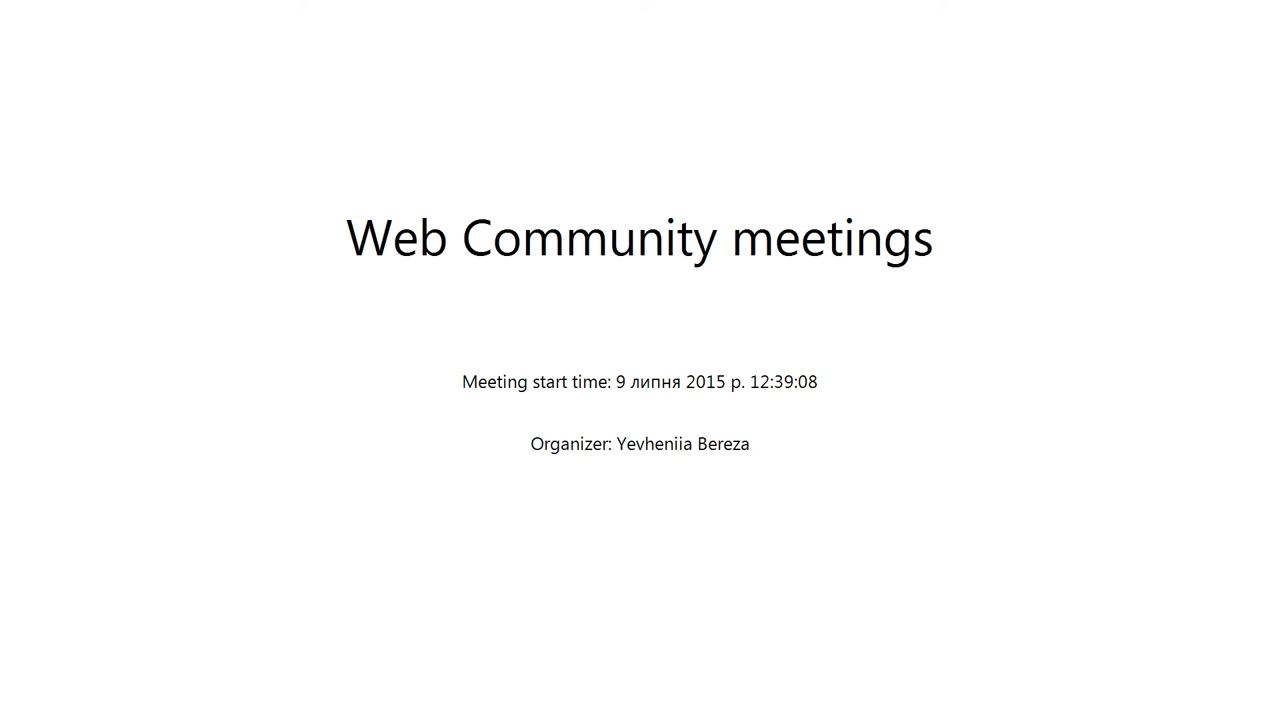 Web Community meetings
Meeting start time: 9 липня 2015 р. 12:39:08
Organizer: Yevheniia Bereza